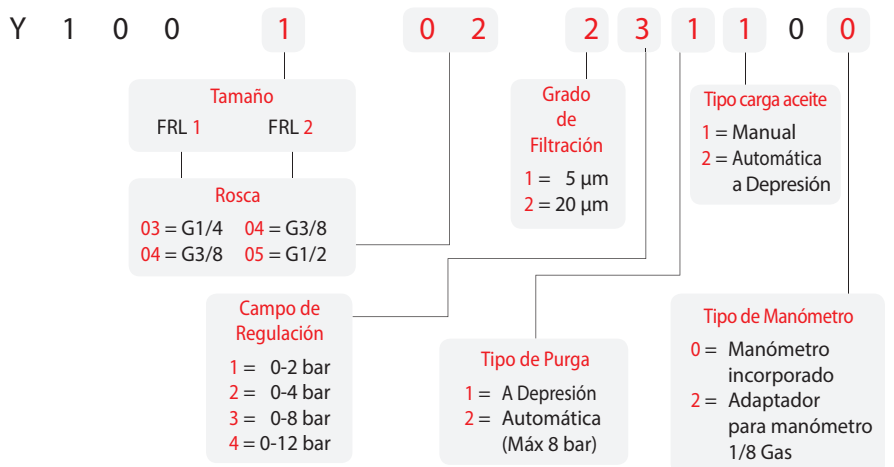 Y 1 0 0 1 0 2 2 3 1 1 0 0
Tamaño
FRL 1 FRL 2
Rosca
03 = G1/4 04 = G3/8
04 = G3/8 05 = G1/2
Campo de
Regulación
1 = 0-2 bar
2 = 0-4 bar
3 = 0-8 bar
4 = 0-12 bar
Grado
de
Filtración
1 = 5 µm
2 = 20 µm
Tipo de Purga
1 = A Depresión
2 = Automática
(Máx 8 bar)
Tipo carga aceite
1 = Manual
2 = Automática
a Depresión
Tipo de Manómetro
0 = Manómetro
incorporado
2 = Adaptador
para manómetro
1/8 Gas